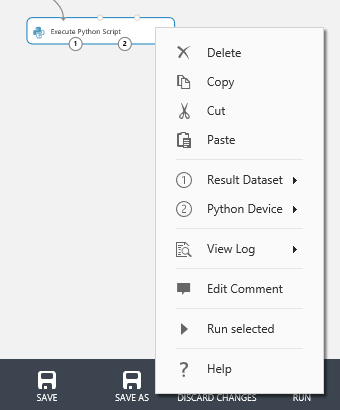 Execute Python Script
1
2
Delete
Copy
Cut
Paste
1 Result Dataset
2 Python Device
View Log
Edit Comment
Run selected
? Help
SAVE
SAVE AS
DISCARD CHANGES
RUN